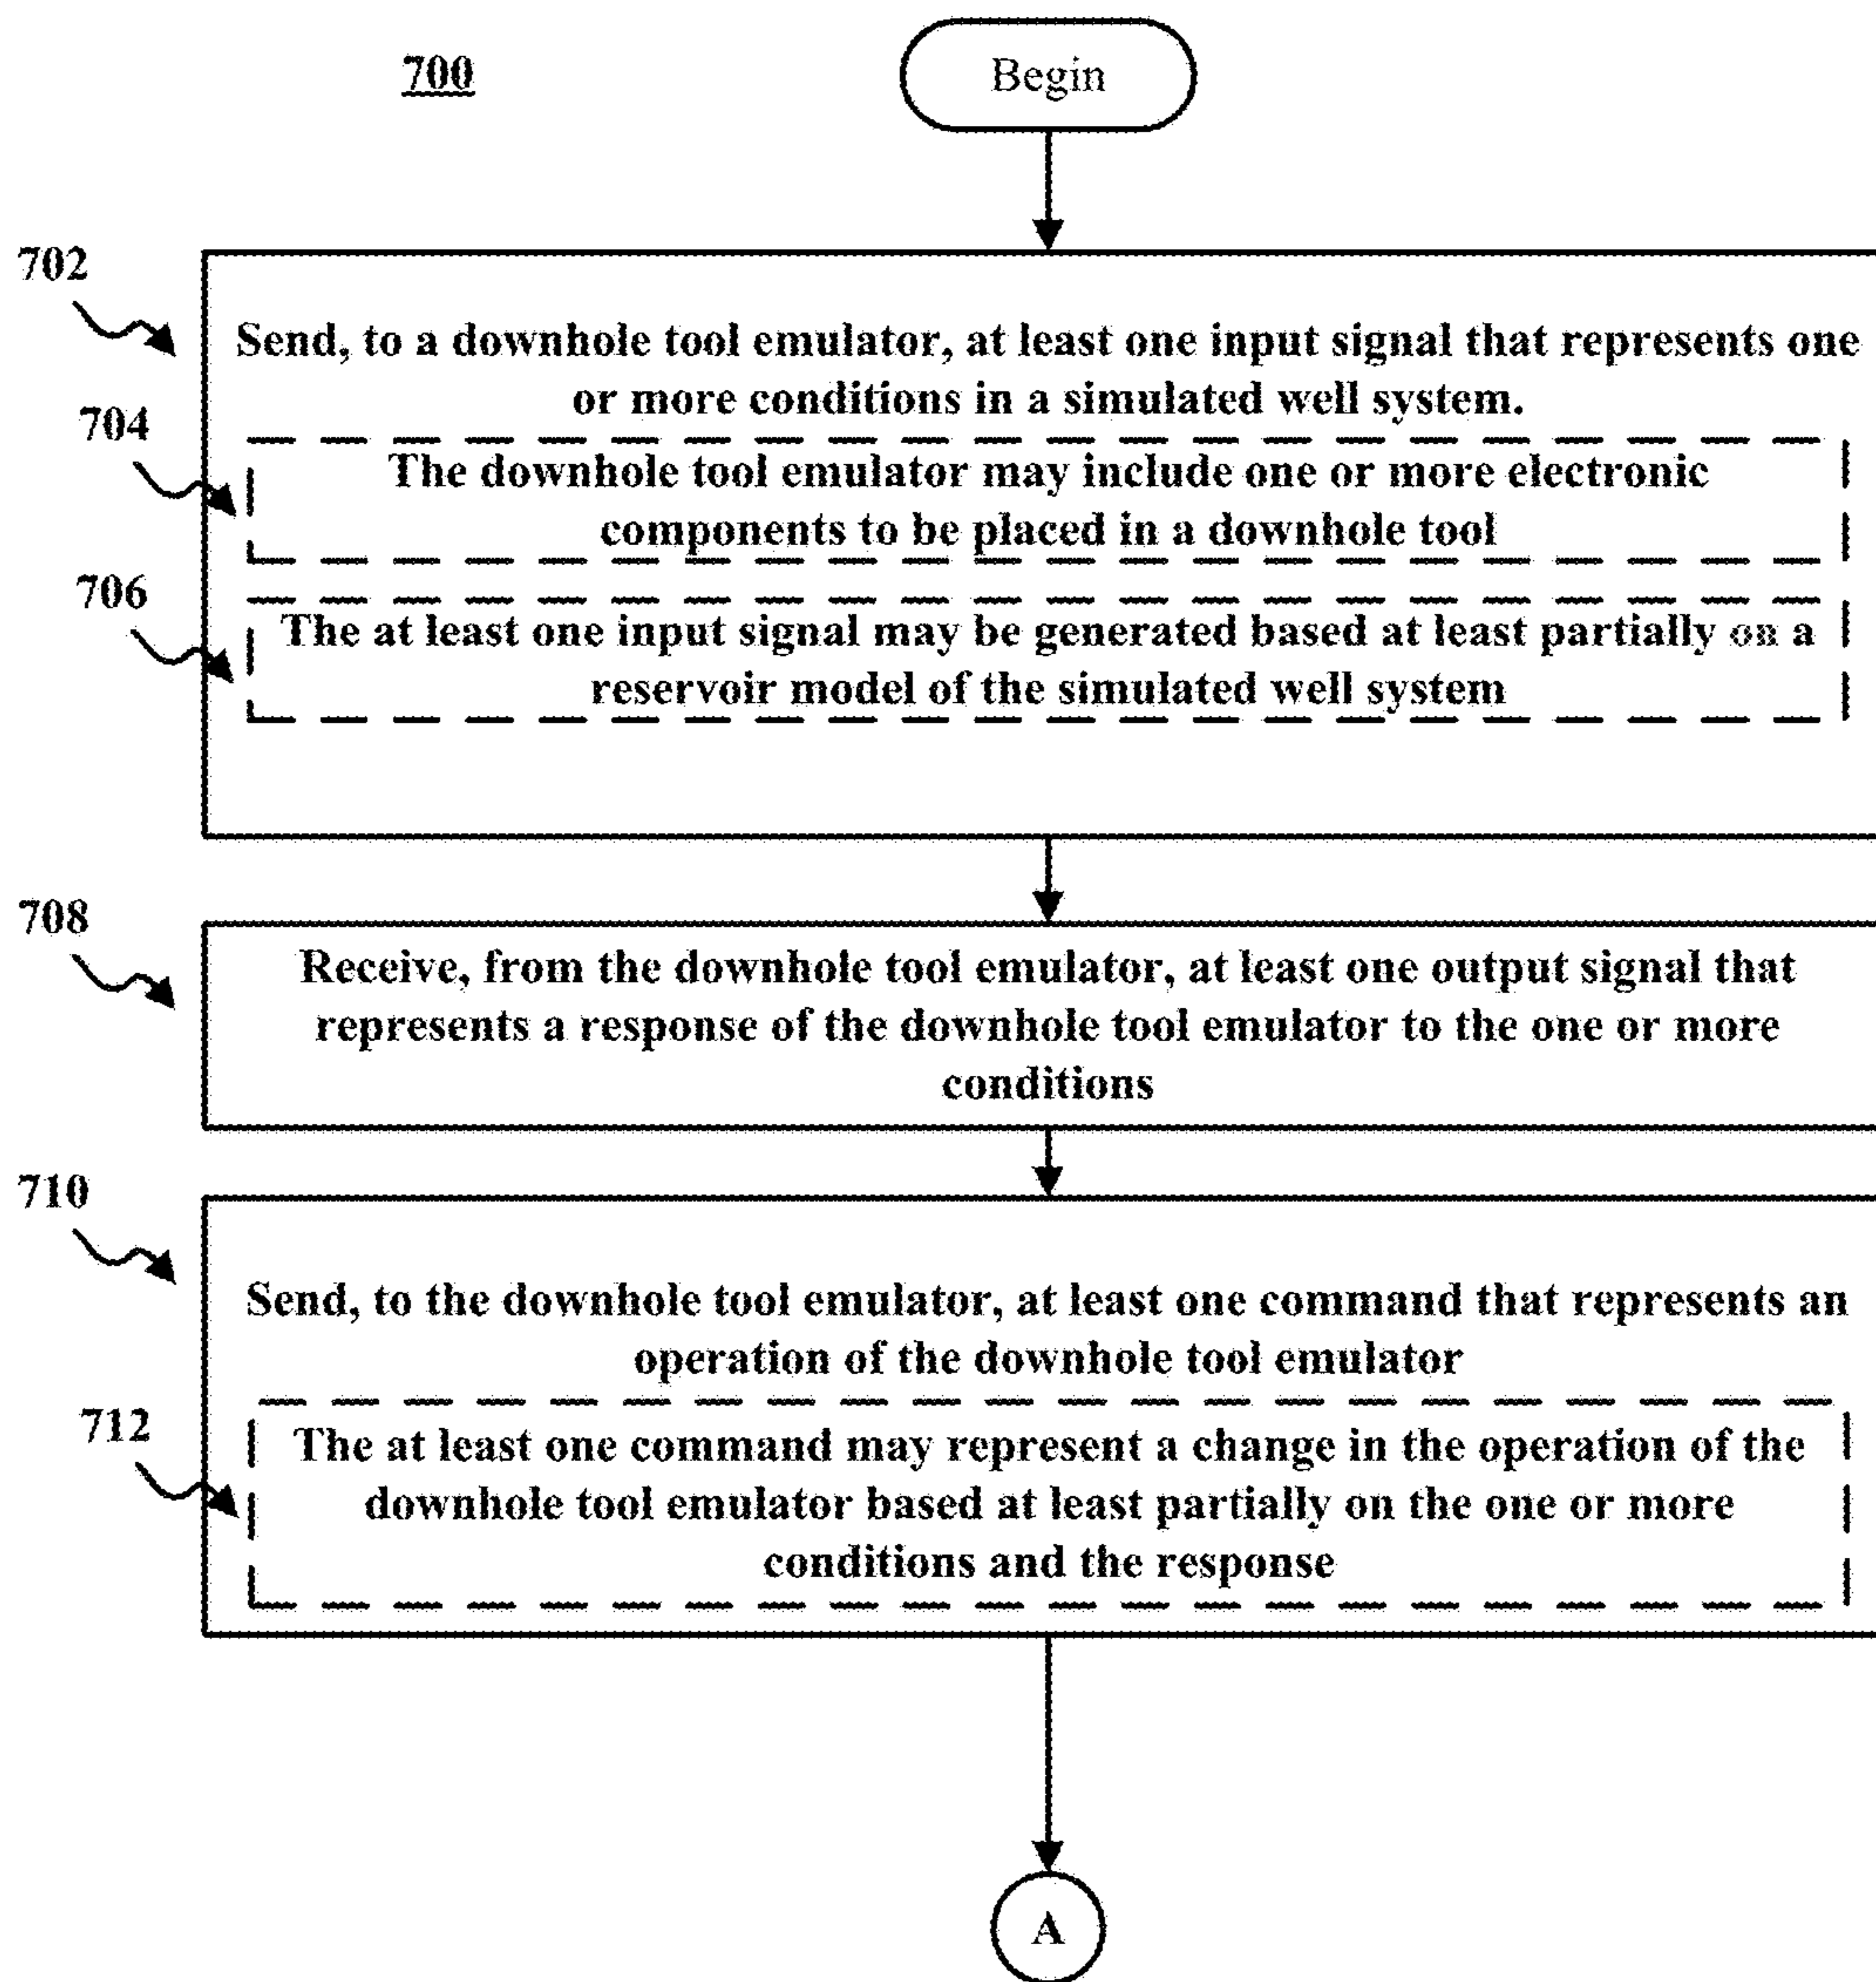 700
Begin
702
Send, to a downhole tool emulator, at least one input signal that represents one
or more conditions in a simulated well system.
704
The downhole tool emulator may include one or more electronic
components to be placed in a downhole tool
706
The at least one input signal may be generated based at least partially on a
reservoir model of the simulated well system
708
Receive, from the downhole tool emulator, at least one output signal that
represents a response of the downhole tool emulator to the one or more
conditions
710
Send, to the downhole tool emulator, at least one command that represents an
operation of the downhole tool emulator
712
The at least one command may represent a change in the operation of the
downhole tool emulator based at least partially on the one or more
conditions and the response
A